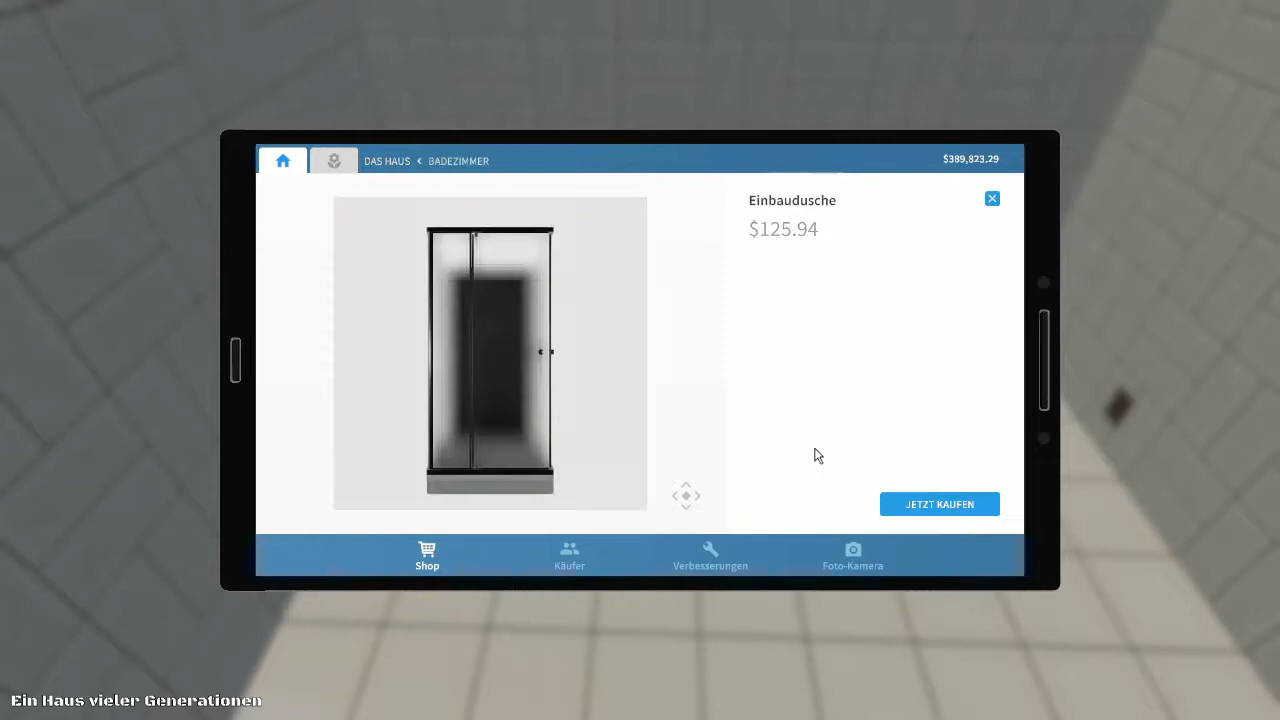 DAS HAUS < BADEZIMMER
$389,823.29
Einbaudusche
$125.94
JETZT KAUFEN
Shop
Käufer
Verbesserungen
Foto-Kamera
Ein Haus vieler Generationen